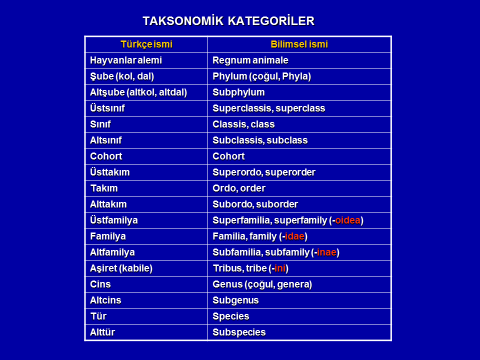 TAKSONOMİK KATEGORİLER
Türkçe ismi Bilimsel ismi
Hayvanlar alemi Regnum animale
Şube (kol, dal) Phylum (çoğul, Phyla)
Altşube (altkol, altdal) Subphylum
Üstsınıf Superclassis, superclass
Sınıf Classis, class
Altsınıf Subclassis, subclass
Cohort Cohort
Üsttakım Superordo, superorder
Takım Ordo, order
Alttakım Subordo, suborder
Üstfamilya Superfamilia, superfamily (-oidea)
Familya Familia, family (-idae)
Altfamilya Subfamilia, subfamily (-inae)
Aşiret (kabile) Tribus, tribe (-ini)
Cins Genus (çoğul, genera)
Altcins Subgenus
Tür Species
Alttür Subspecies